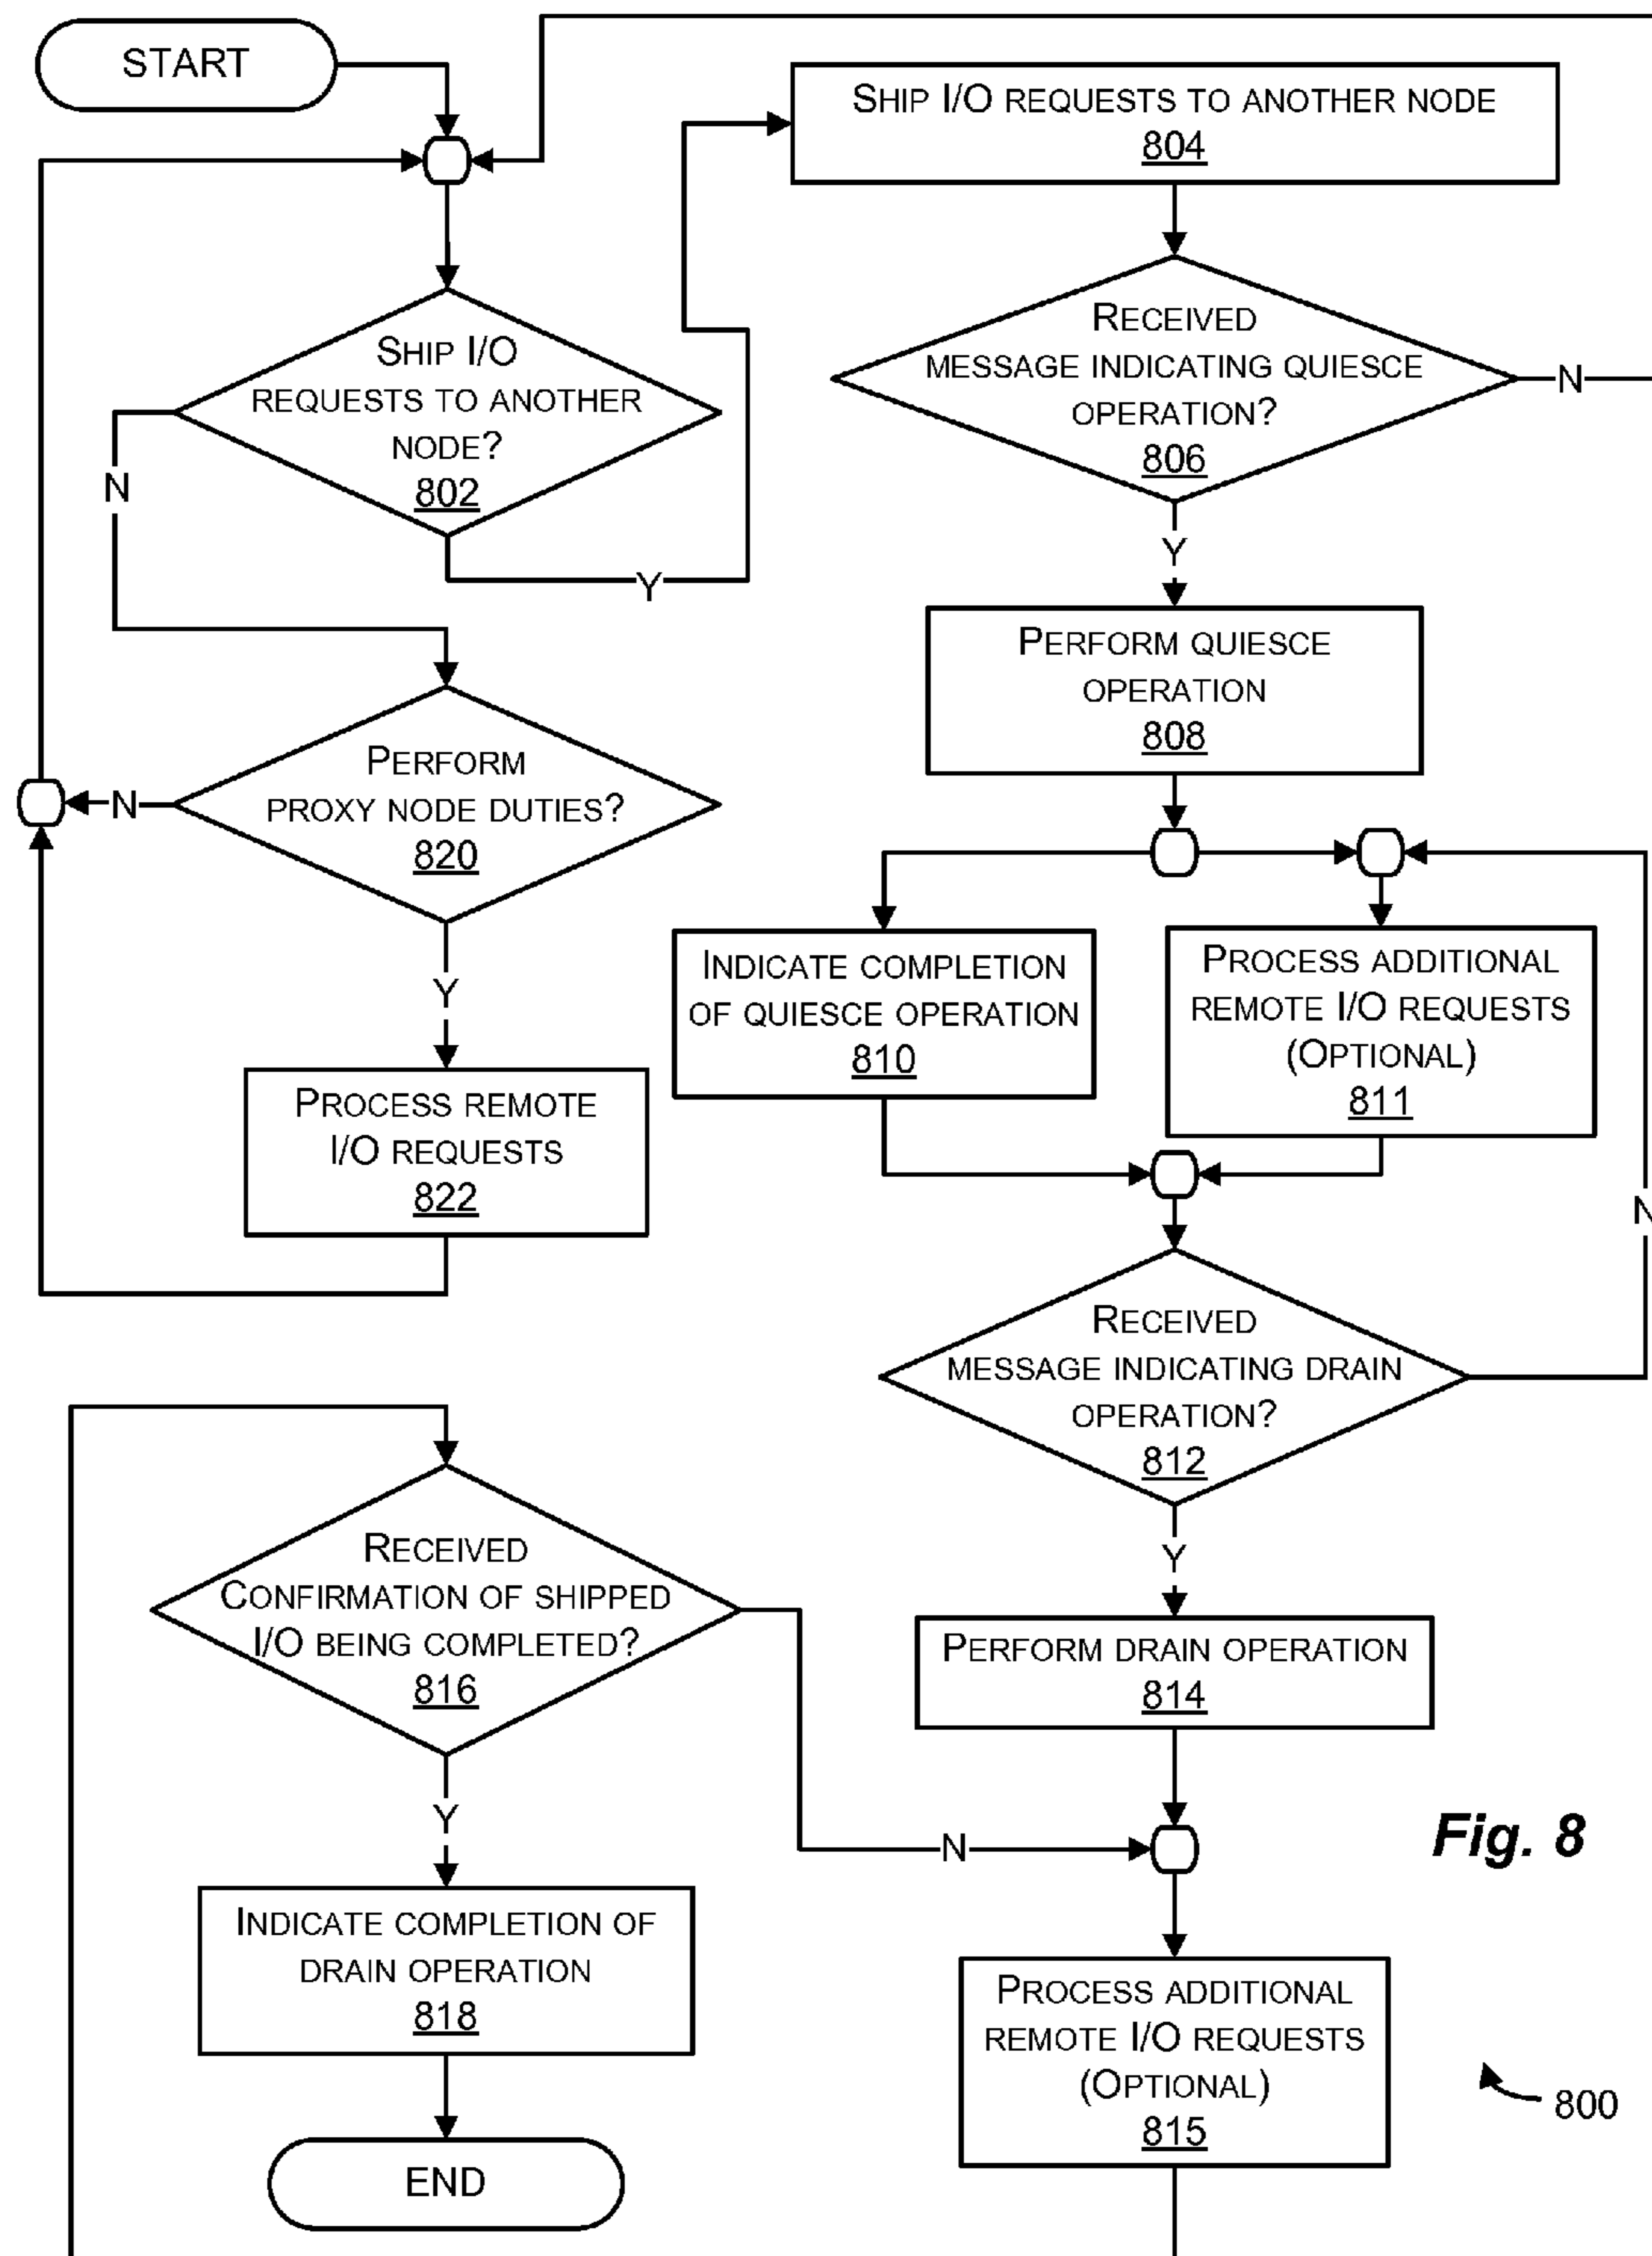 START
SHIP I/O REQUESTS TO ANOTHER NODE
804
SHIP I/O
REQUESTS TO ANOTHER
NODE?
802
N
Y
RECEIVED
MESSAGE INDICATING QUIESCE
OPERATION?
806
N
Y
PERFORM QUIESCE
OPERATION
808
PERFORM
PROXY NODE DUTIES?
820
N
Y
PROCESS REMOTE
I/O REQUESTS
822
INDICATE COMPLETION
OF QUIESCE OPERATION
810
PROCESS ADDITIONAL
REMOTE I/O REQUESTS
(OPTIONAL)
811
RECEIVED
MESSAGE INDICATING DRAIN
OPERATION?
812
N
Y
PERFORM DRAIN OPERATION
814
RECEIVED
CONFIRMATION OF SHIPPED
I/O BEING COMPLETED?
816
N
Y
INDICATE COMPLETION OF
DRAIN OPERATION
818
END
PROCESS ADDITIONAL
REMOTE I/O REQUESTS
(OPTIONAL)
815
Fig. 8
800